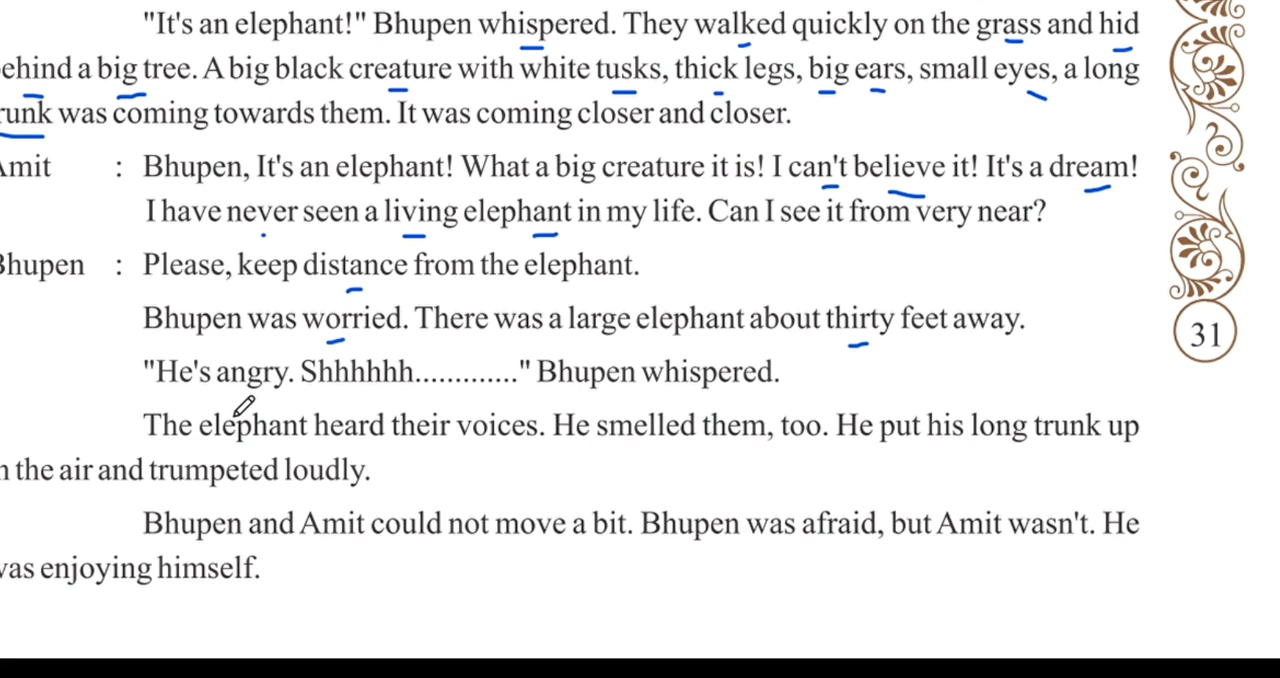 "It's an elephant!" Bhupen whispered. They walked quickly on the grass and hid
ehind a big tree. A big black creature with white tusks, thick legs, big ears, small eyes, a long
runk was coming towards them. It was coming closer and closer.
Amit : Bhupen, It's an elephant! What a big creature it is! I can't believe it! It's a dream!
I have never seen a living elephant in my life. Can I see it from very near?
Bhupen : Please, keep distance from the elephant.
Bhupen was worried. There was a large elephant about thirty feet away.
31
"He's angry. Shhhhhh............." Bhupen whispered.
The elephant heard their voices. He smelled them, too. He put his long trunk up
n the air and trumpeted loudly.
Bhupen and Amit could not move a bit. Bhupen was afraid, but Amit wasn't. He
was enjoying himself.